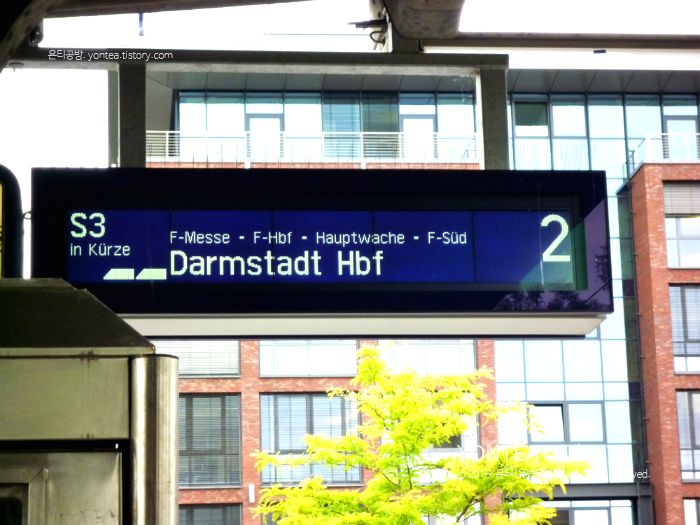 욘티공방. yontea.tistory.com
S3
in Kürze
F-Messe - F-Hbf - Hauptwache - F-Süd
Darmstadt Hbf
2